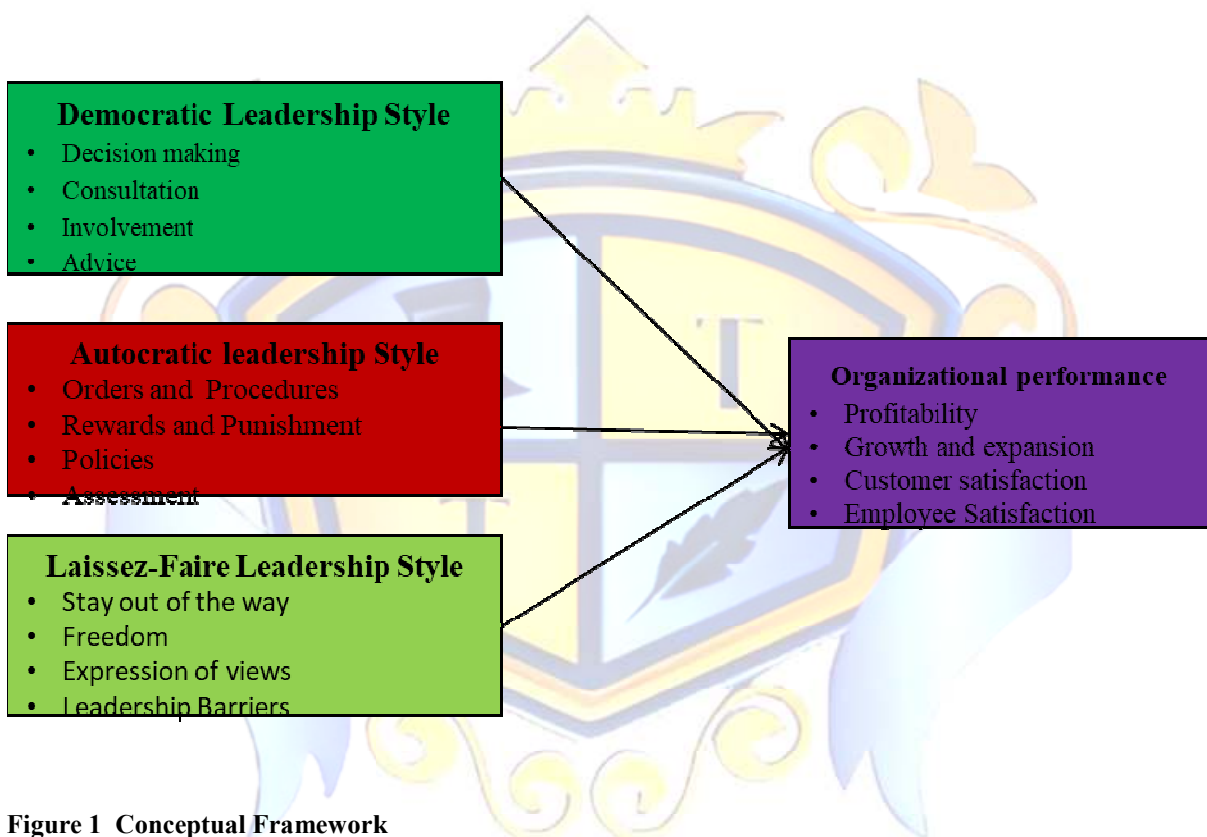 Democratic Leadership Style
• Decision making
• Consultation
• Involvement
• Advice
Autocratic leadership Style
• Orders and Procedures
• Rewards and Punishment
• Policies
• Assessment
Laissez-Faire Leadership Style
• Stay out of the way
• Freedom
• Expression of views
• Leadership Barriers
Organizational performance
• Profitability
• Growth and expansion
• Customer satisfaction
• Employee Satisfaction
T
T
Figure 1 Conceptual Framework